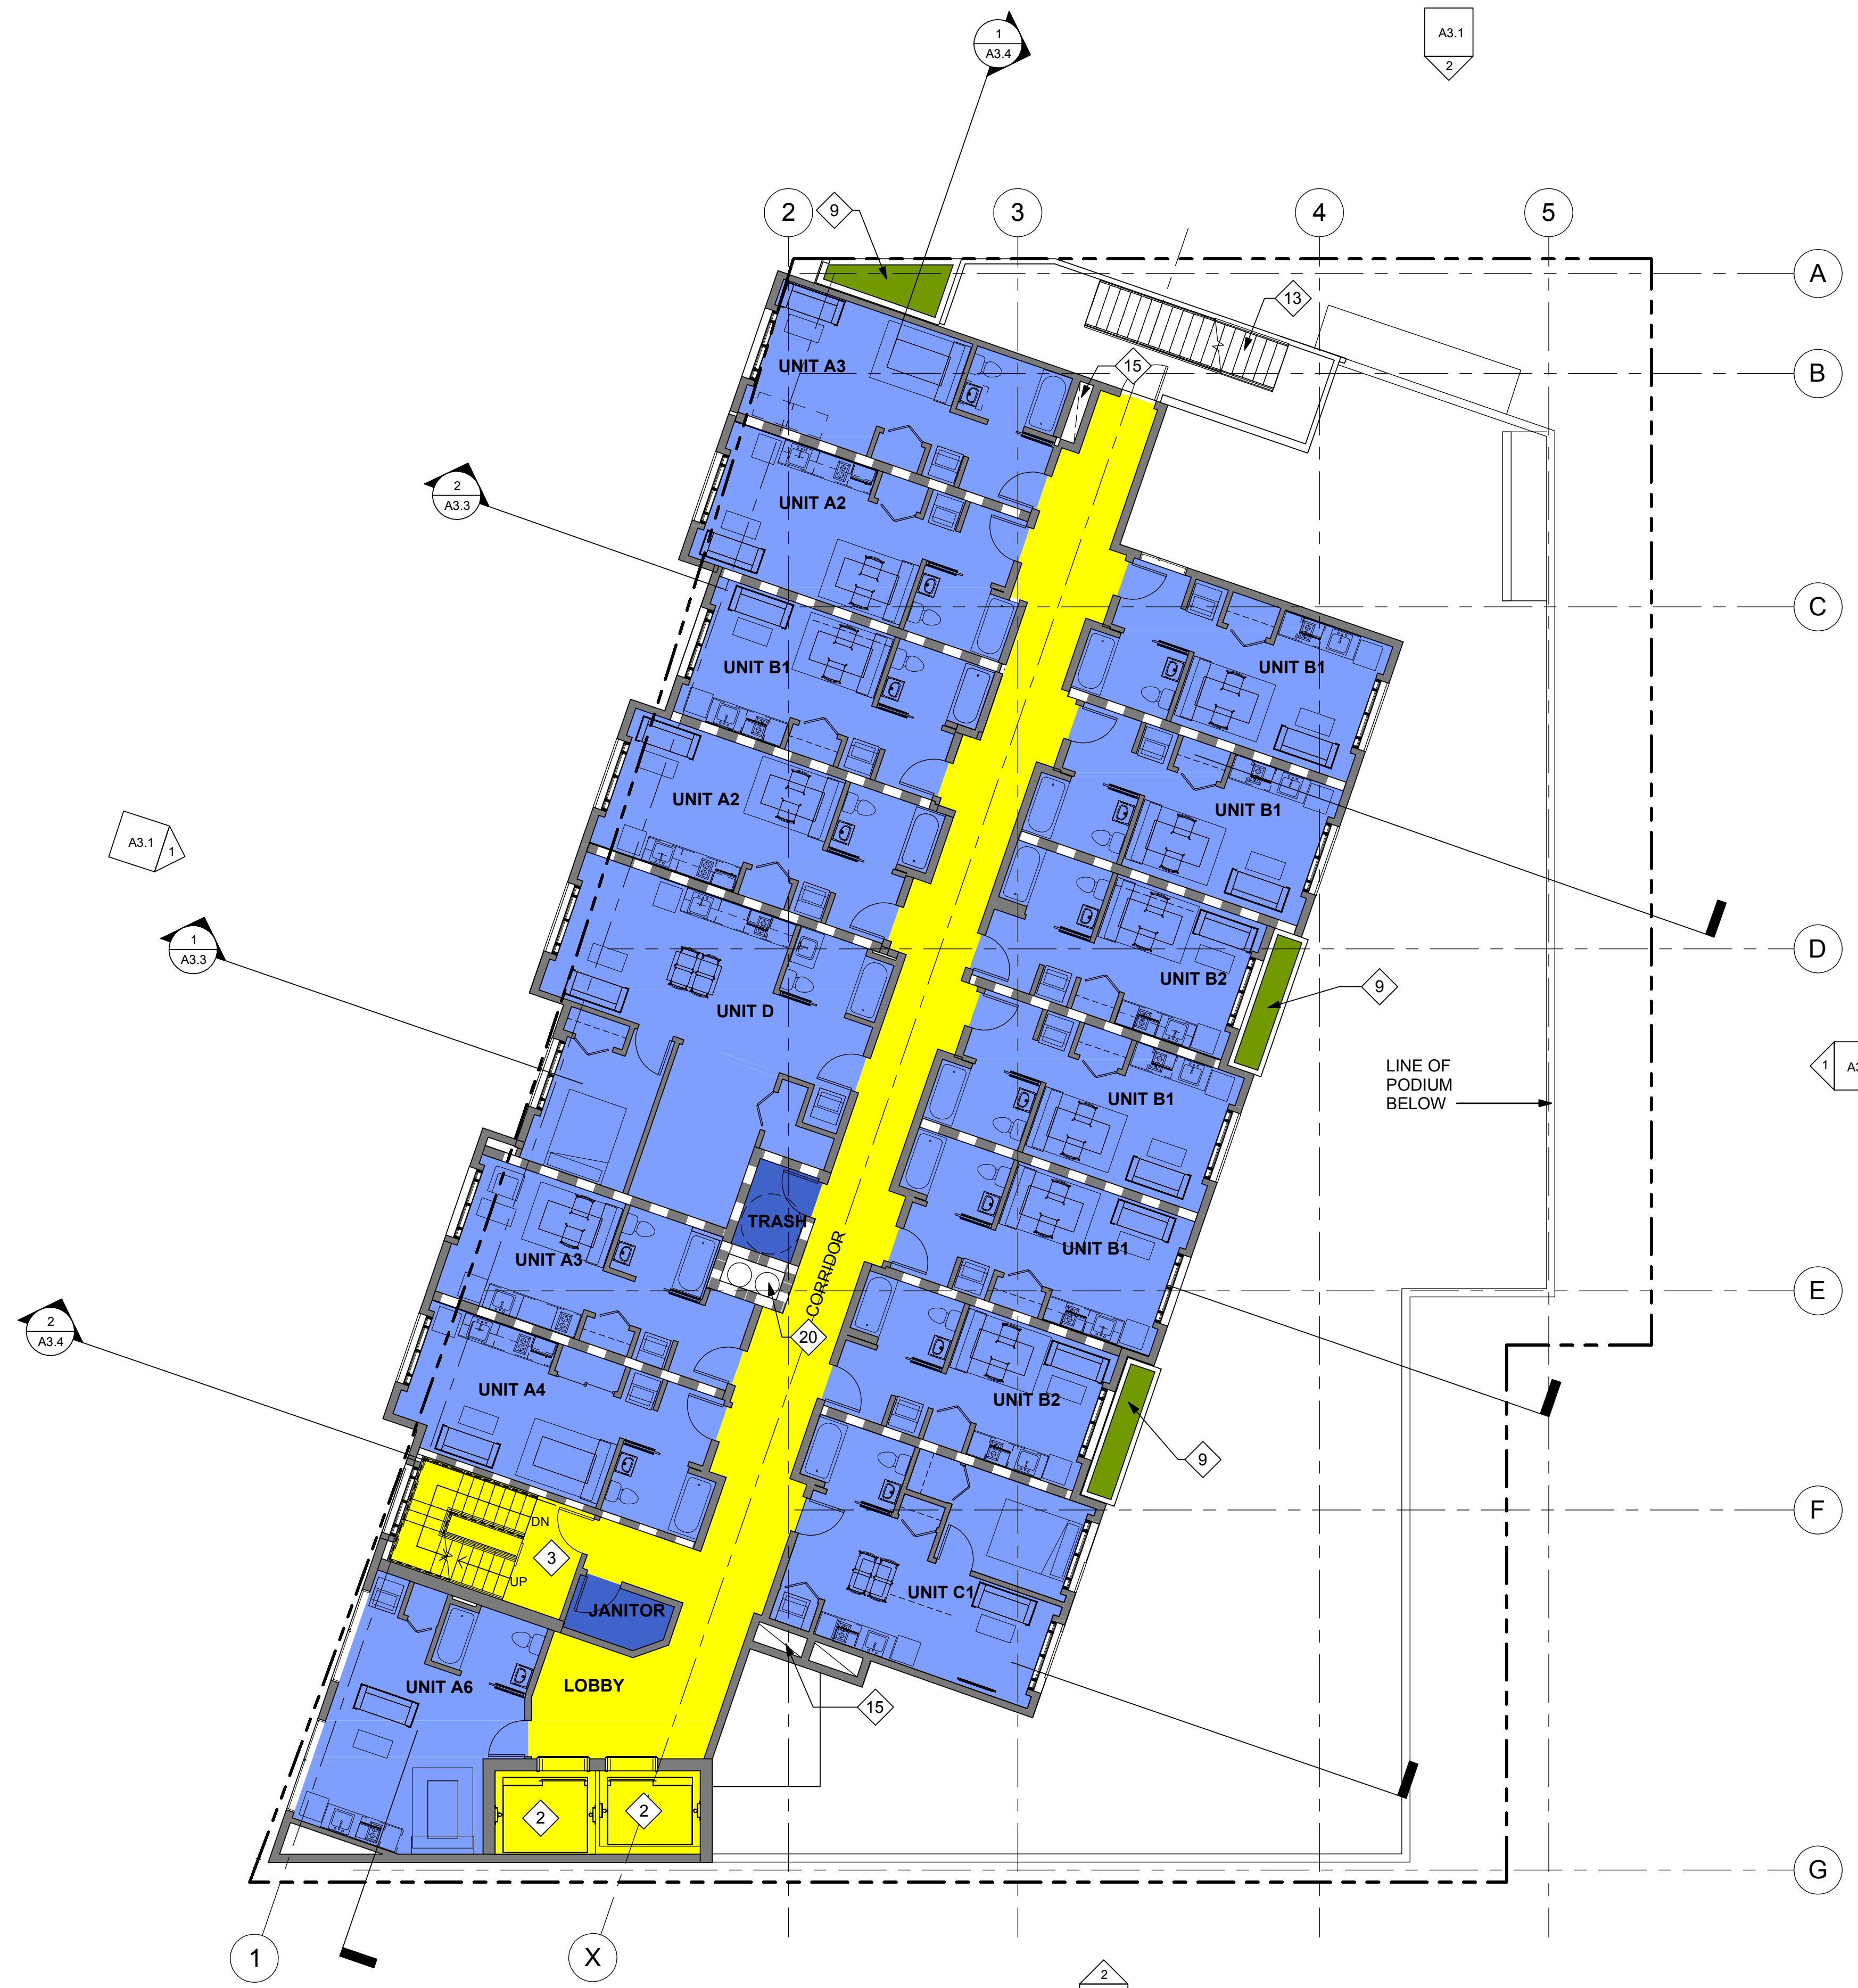 1
A3.4
A3.1
2
2
9
3
4
5
A
13
UNIT A3
15
B
2
A3.3
UNIT A2
C
UNIT B1
UNIT B1
UNIT A2
UNIT B1
A3.1
1
1
A3.3
D
UNIT B2
9
UNIT D
LINE OF
PODIUM
BELOW
1
UNIT B1
TRASH
CORRIDOR
UNIT A3
UNIT B1
E
2
A3.4
20
UNIT A4
UNIT B2
9
F
DN
3
UP
JANITOR
UNIT C1
LOBBY
UNIT A6
15
2
2
G
1
X
2